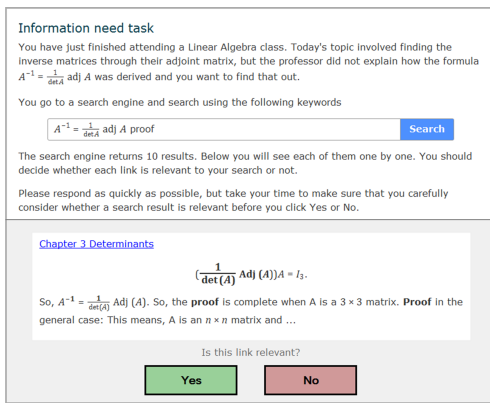 Information need task
You have just finished attending a Linear Algebra class. Today's topic involved finding the
inverse matrices through their adjoint matrix, but the professor did not explain how the formula
A⁻¹ = 1/detA adj A was derived and you want to find that out.
You go to a search engine and search using the following keywords
A⁻¹ = 1/detA adj A proof Search
The search engine returns 10 results. Below you will see each of them one by one. You should
decide whether each link is relevant to your search or not.
Please respond as quickly as possible, but take your time to make sure that you carefully
consider whether a search result is relevant before you click Yes or No.
Chapter 3 Determinants
(1/det(A) Adj (A))A = I₃.
So, A⁻¹ = 1/det(A) Adj (A). So, the proof is complete when A is a 3 × 3 matrix. Proof in the
general case: This means, A is an n × n matrix and ...
Is this link relevant?
Yes No